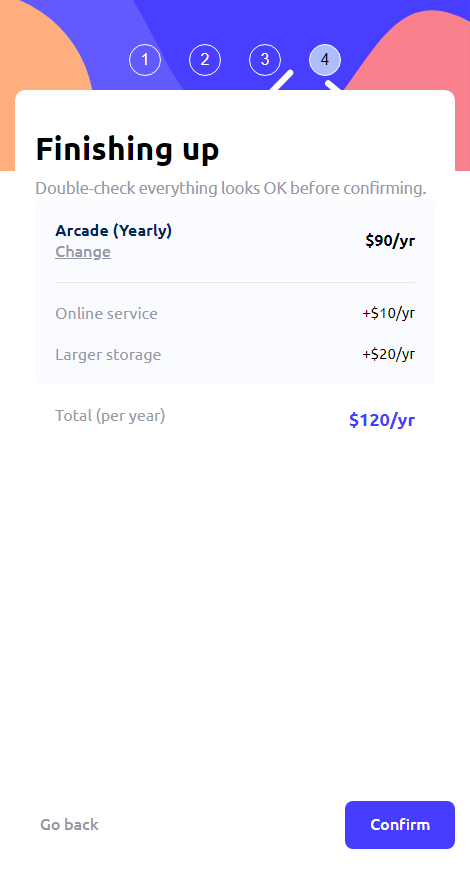 1 2 3 4
Finishing up
Double-check everything looks OK before confirming.
Arcade (Yearly)
$90/yr
Change
Online service +$10/yr
Larger storage +$20/yr
Total (per year) $120/yr
Go back Confirm